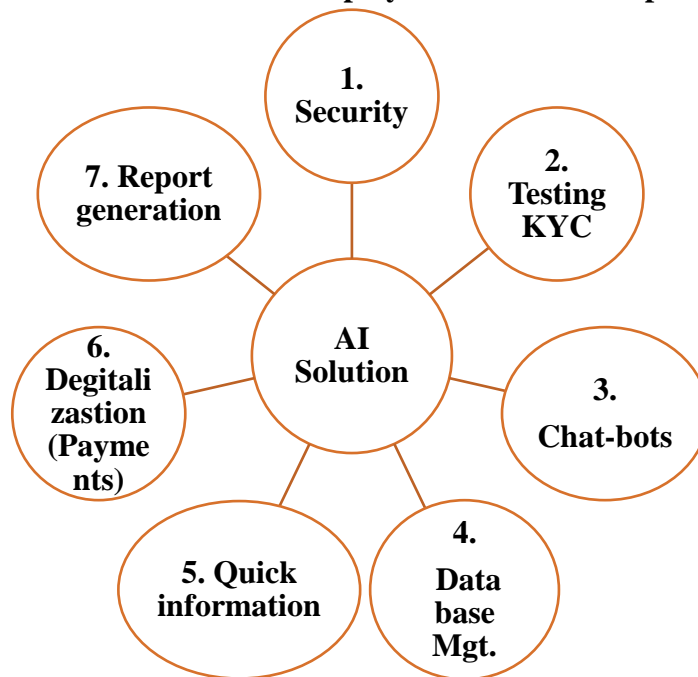 1.
Security
2.
Testing
KYC
3.
Chat-bots
4.
Data
base
Mgt.
5. Quick
information
6.
Degitali
zastion
(Payme
nts)
7. Report
generation
AI
Solution